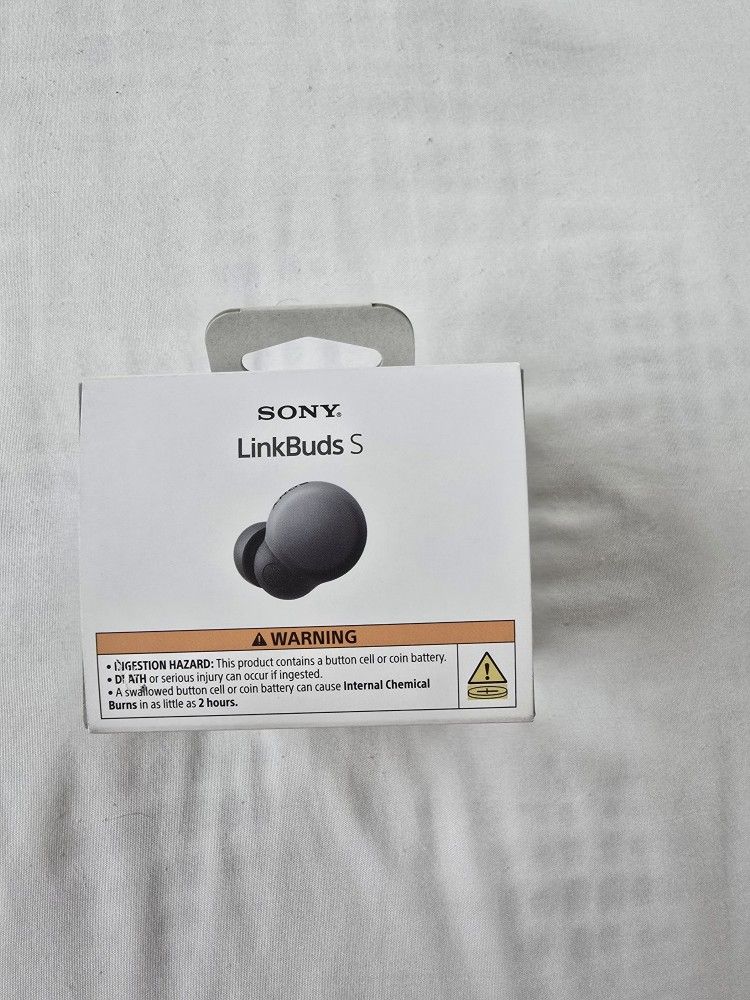 SONY®
LinkBuds S
⚠ WARNING
• INGESTION HAZARD: This product contains a button cell or coin battery.
• DEATH or serious injury can occur if ingested.
• A swallowed button cell or coin battery can cause Internal Chemical
Burns in as little as 2 hours.